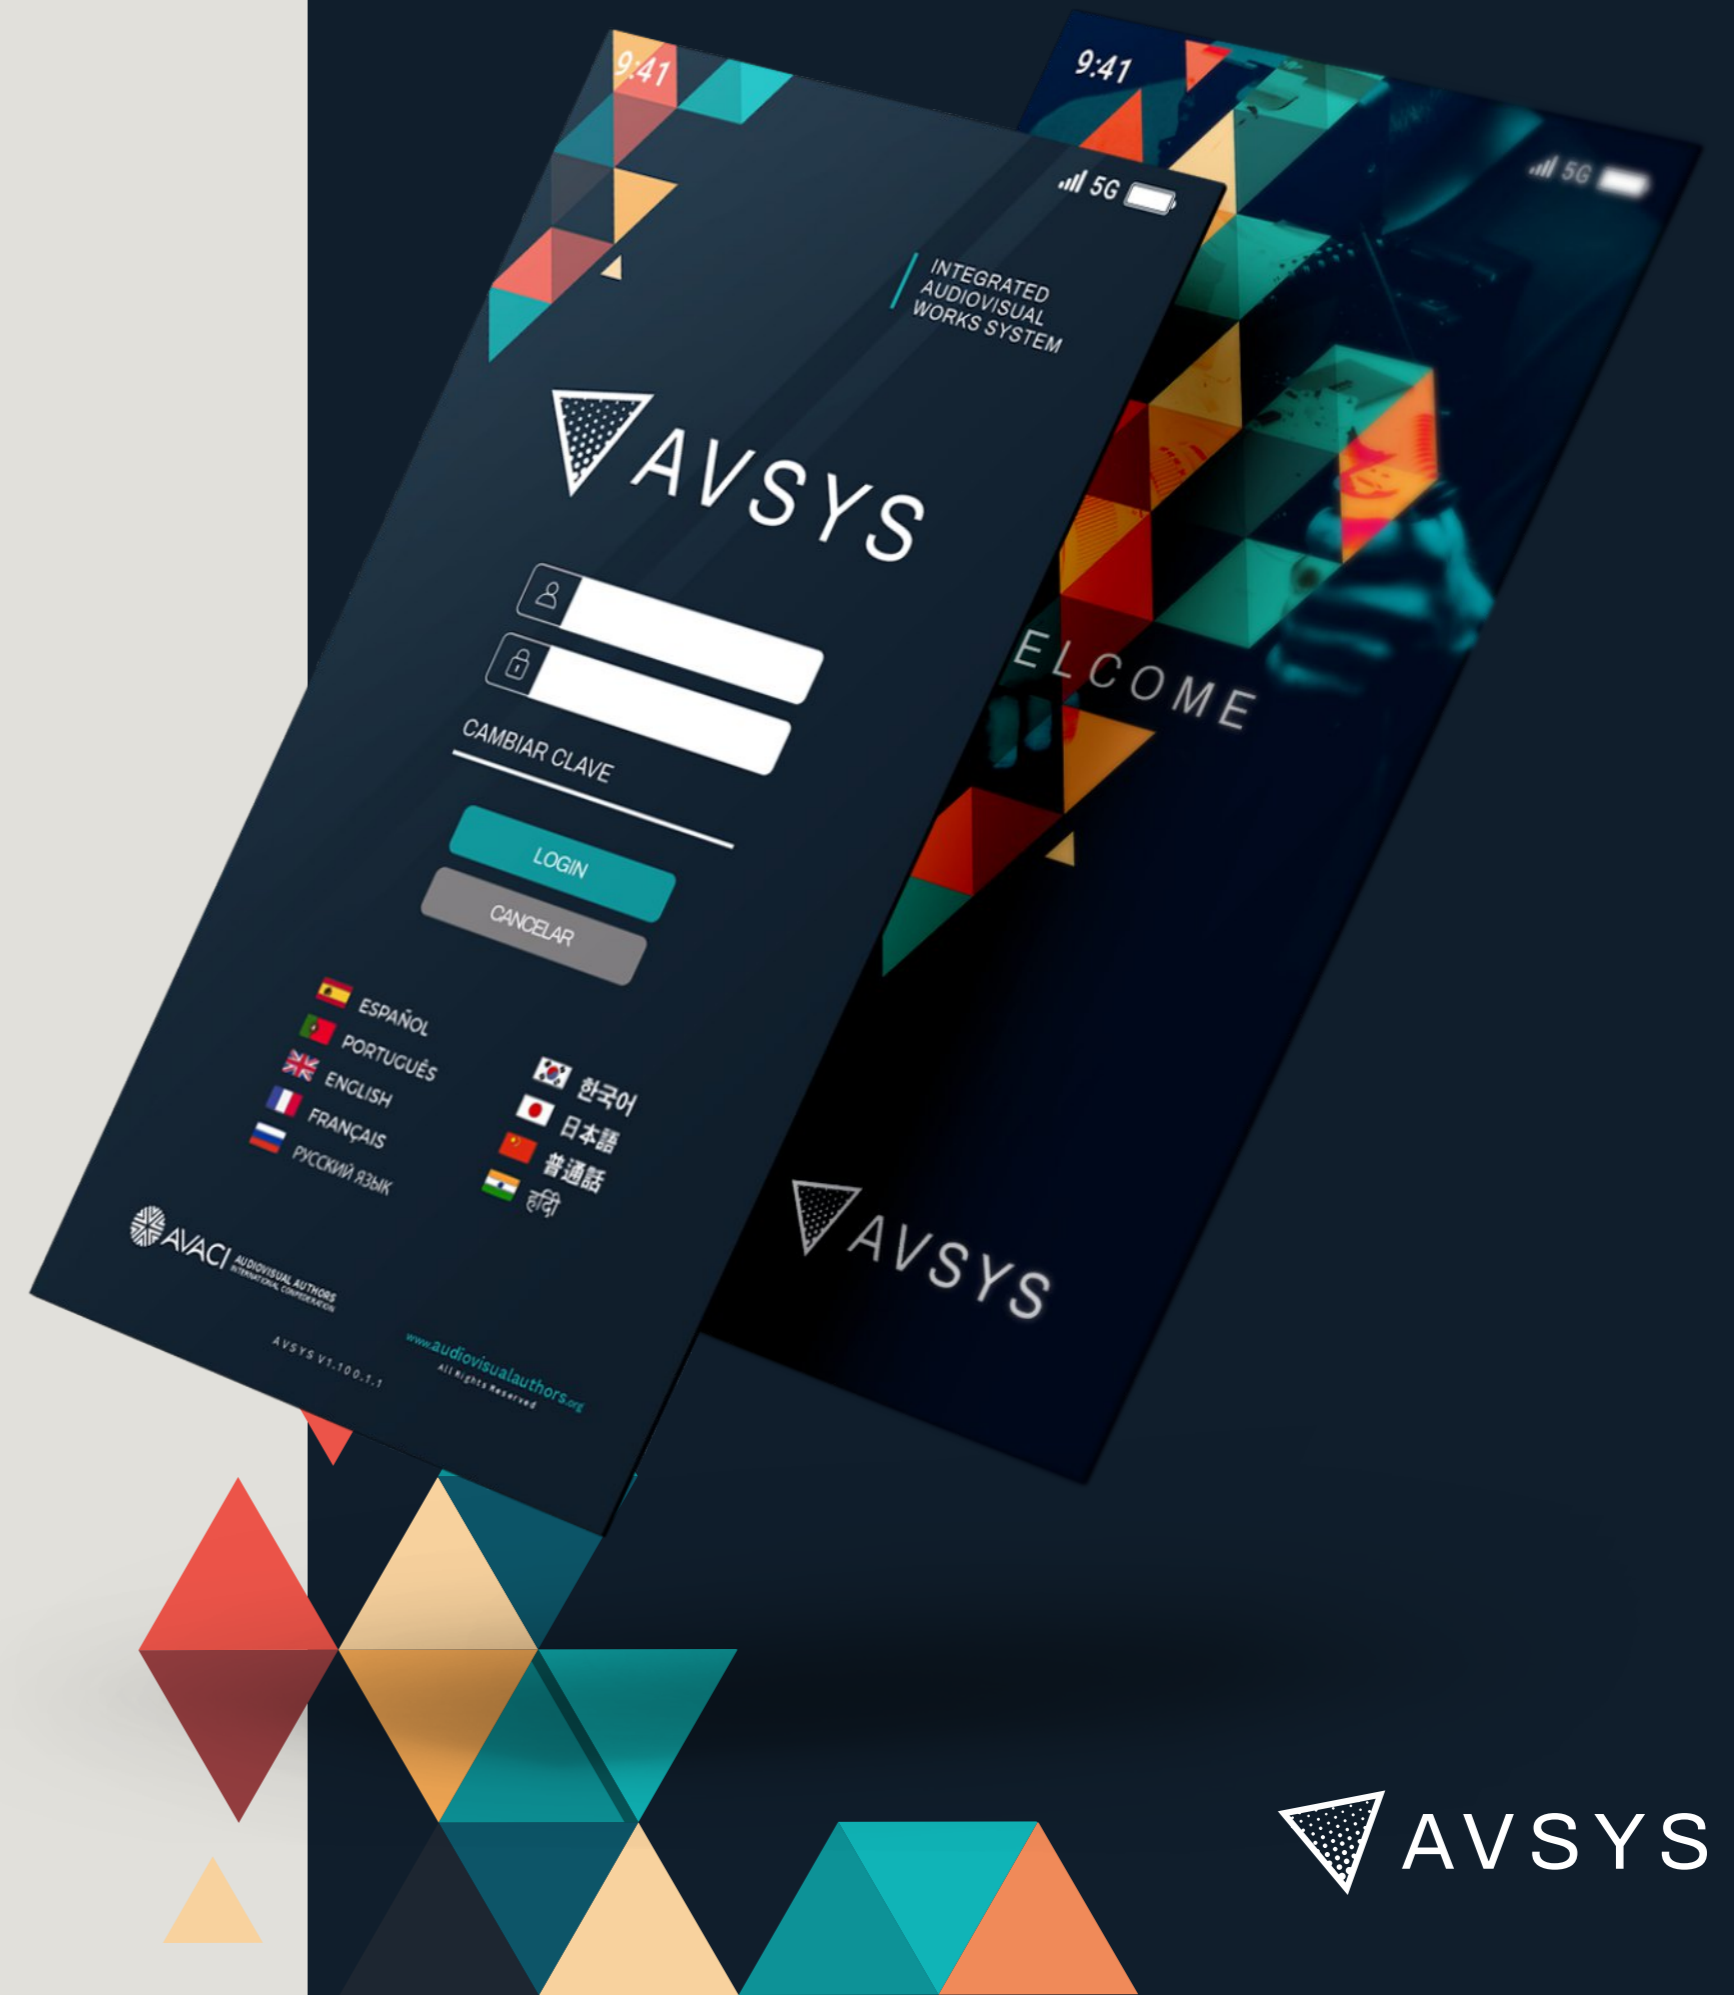 9:41
5G
INTEGRATED
AUDIOVISUAL
WORKS SYSTEM
AVSYS
CAMBIAR CLAVE
LOGIN
CANCELAR
ESPAÑOL
PORTUGUÊS
ENGLISH
FRANÇAIS
РУССКИЙ ЯЗЫК
한국어
日本語
普通話
AVACI
AUDIOVISUAL AUTHORS
INTERNATIONAL CONFEDERATION
AVSYS V1.100.1.1
www.audiovisualauthors.org
All Rights Reserved
9:41
5G
ELCOME
AVSYS
AVSYS